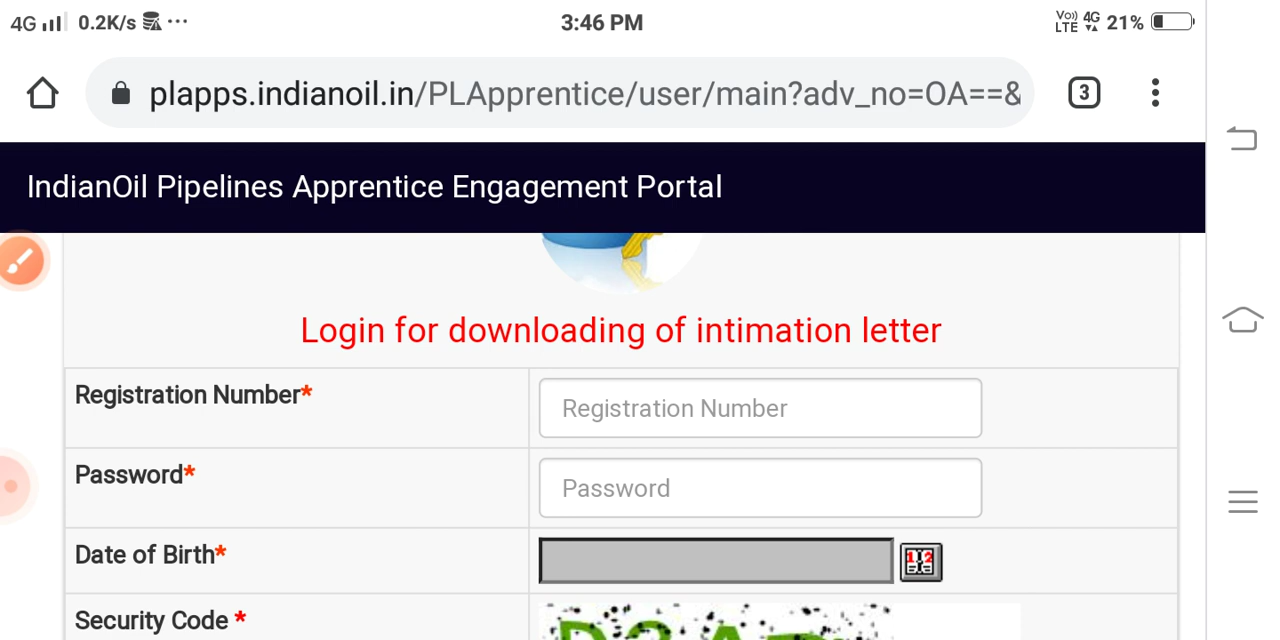 4G 0.2K/s ... 3:46 PM Vo)) LTE 4G 21%
plapps.indianoil.in/PLApprentice/user/main?adv_no=OA==& 3
IndianOil Pipelines Apprentice Engagement Portal
Login for downloading of intimation letter
Registration Number* Registration Number
Password* Password
Date of Birth*
Security Code *